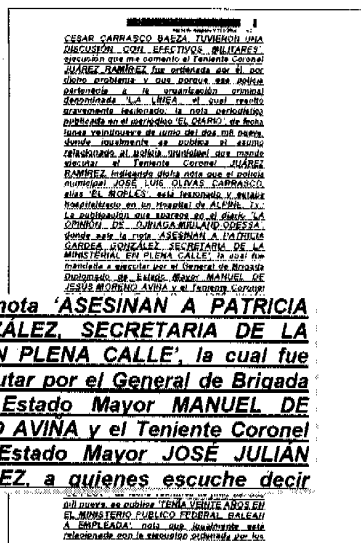 CESAR CARRASCO BAEZA, TUVIERON UNA
DISCUSIÓN CON EFECTIVOS MILITARES',
ejecución que me comento el Teniente Coronel
JUÁREZ RAMÍREZ fue ordenada por él por
dicho problema y que porque ese policía
pertenecía a la organización criminal
denominada 'LA LÍNEA', el cual resultó
gravemente lesionado; la nota periodística
publicada en el periódico 'EL DIARIO', de fecha
lunes veintinueve de junio del dos mil nueve,
donde igualmente se publica el asunto
relacionado al policía municipal que mando
ejecutar el Teniente Coronel JUÁREZ
RAMÍREZ, indicando dicha nota que el policía
municipal JOSÉ LUIS OLIVAS CARRASCO,
alias 'EL', está lesionado y estaba
hospitalizado en un Hospital de ALPINE, Tx.;
La publicación que aparece en el diario 'LA
OPINIÓN DE OJINAGA-MIDLAND-ODESSA',
donde sale la nota 'ASESINAN A PATRICIA
GARDEA GONZÁLEZ, SECRETARIA DE LA
MINISTERIAL EN PLENA CALLE', la cual fue
mandada a ejecutar por el General de Brigada
Diplomado de Estado Mayor MANUEL DE
JESÚS MORENO AVIÑA y el Teniente Coronel
nota 'ASESINAN A PATRICIA
ZÁLEZ, SECRETARIA DE LA
N PLENA CALLE', la cual fue
utar por el General de Brigada
Estado Mayor MANUEL DE
O AVIÑA y el Teniente Coronel
Estado Mayor JOSÉ JULIÁN
EZ, a quienes escuche decir
mil nueve, se publica 'TENÍA VEINTE AÑOS EN
EL MINISTERIO PÚBLICO FEDERAL, BALEAN
A EMPLEADA', nota que igualmente está
relacionada con la ejecución ordenada por los